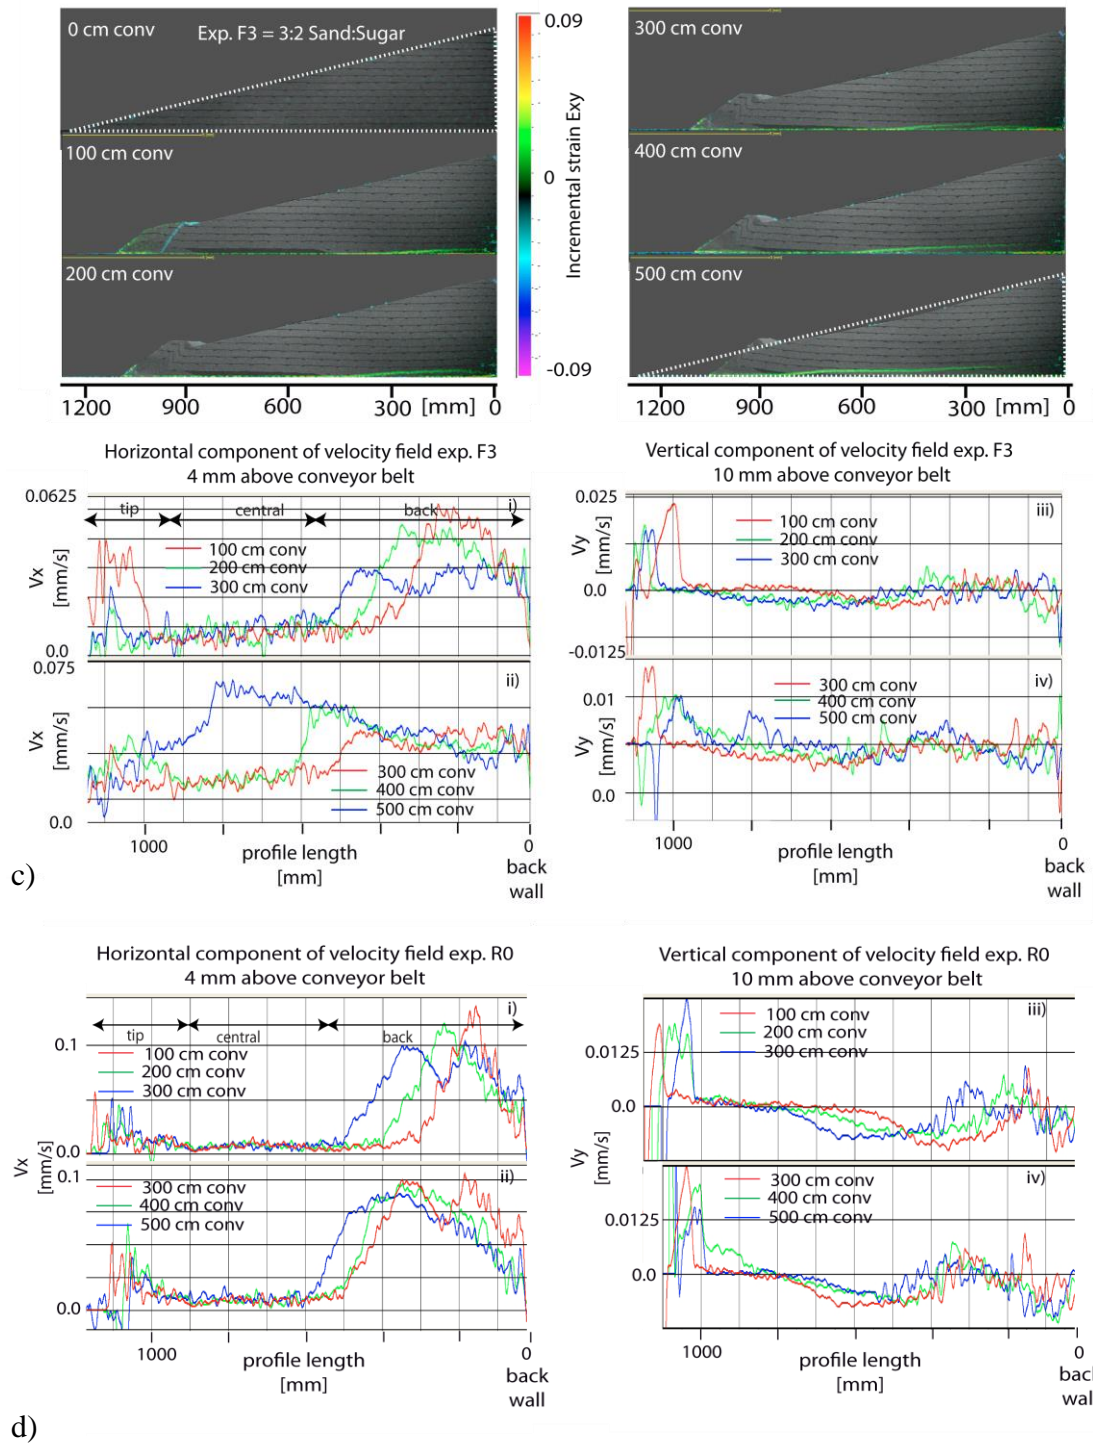 0 cm conv
Exp. F3 = 3:2 Sand:Sugar
100 cm conv
200 cm conv
0.09
0
-0.09
Incremental strain Exy
300 cm conv
400 cm conv
500 cm conv
1200 900 600 300 [mm] 0
1200 900 600 300 [mm] 0
Horizontal component of velocity field exp. F3
4 mm above conveyor belt
0.0625
tip central back i)
100 cm conv
200 cm conv
300 cm conv
Vx
[mm/s]
0.0
0.075
ii)
Vx
[mm/s]
300 cm conv
400 cm conv
500 cm conv
0.0
1000 profile length 0
[mm] back
wall
Vertical component of velocity field exp. F3
10 mm above conveyor belt
0.025
iii)
100 cm conv
200 cm conv
300 cm conv
Vy
[mm/s]
0.0
-0.0125
iv)
300 cm conv
400 cm conv
500 cm conv
0.01
Vy
[mm/s]
0.0
1000 profile length 0
[mm] back
wall
c)
Horizontal component of velocity field exp. R0
4 mm above conveyor belt
i)
tip central back
0.1
100 cm conv
200 cm conv
300 cm conv
0.0
Vx
[mm/s]
0.1
ii)
300 cm conv
400 cm conv
500 cm conv
0.0
1000 profile length 0
[mm] back
wall
Vertical component of velocity field exp. R0
10 mm above conveyor belt
iii)
100 cm conv
200 cm conv
300 cm conv
0.0125
0.0
Vy
[mm/s]
iv)
300 cm conv
400 cm conv
500 cm conv
0.0125
0.0
1000 profile length 0
[mm] back
wall
d)